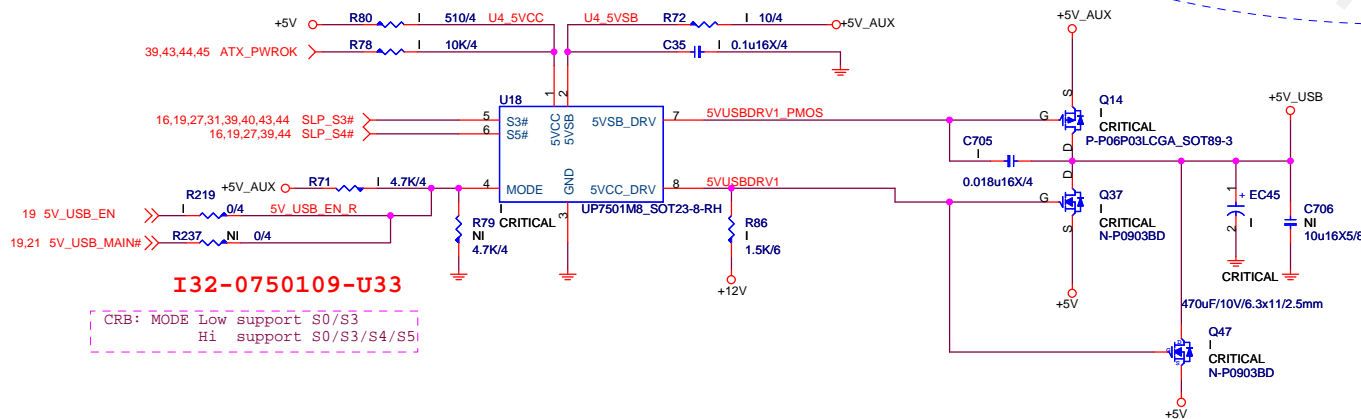 +5V R80 I 510/4 U4_5VCC U4_5VSB R72 I 10/4 +5V_AUX +5V_AUX
39,43,44,45 ATX_PWROK R78 I 10K/4 C35 I 0.1u16X/4
1 2
U18
16,19,27,31,39,40,43,44 SLP_S3# 5 S3# 5VCC 5VSB 5VSB_DRV 7 5VUSBDRV1_PMOS
16,19,27,39,44 SLP_S4# 6 S5#
S G D Q14
I
CRITICAL
P-P06P03LCGA_SOT89-3
+5V_USB
C705
I
0.018u16X/4
+5V_AUX R71 I 4.7K/4 4 MODE GND 5VCC_DRV 8 5VUSBDRV1
3
UP7501M8_SOT23-8-RH
I
CRITICAL
R219
I
19 5V_USB_EN 0/4 5V_USB_EN_R
19,21 5V_USB_MAIN# R237 NI 0/4
R79
NI
4.7K/4
R86
I
1.5K/6
+12V
D G S Q37
I
CRITICAL
N-P0903BD
+5V
1 + EC45
2 I
CRITICAL
470uF/10V/6.3x11/2.5mm
C706
NI
10u16X5/8
I32-0750109-U33
CRB: MODE Low support S0/S3
Hi support S0/S3/S4/S5
Q47
I
CRITICAL
N-P0903BD
+5V